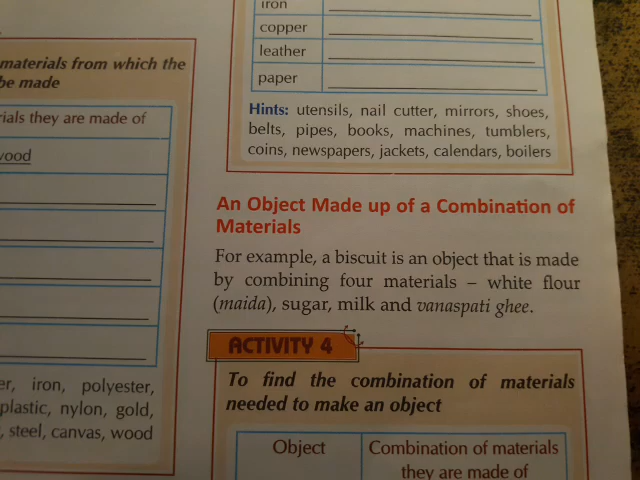 materials from which the
be made
ials they are made of
wood
er, iron, polyester,
plastic, nylon, gold,
, steel, canvas, wood
iron
copper
leather
paper
Hints: utensils, nail cutter, mirrors, shoes,
belts, pipes, books, machines, tumblers,
coins, newspapers, jackets, calendars, boilers
An Object Made up of a Combination of
Materials
For example, a biscuit is an object that is made
by combining four materials – white flour
(maida), sugar, milk and vanaspati ghee.
ACTIVITY 4
To find the combination of materials
needed to make an object
Object
Combination of materials
they are made of